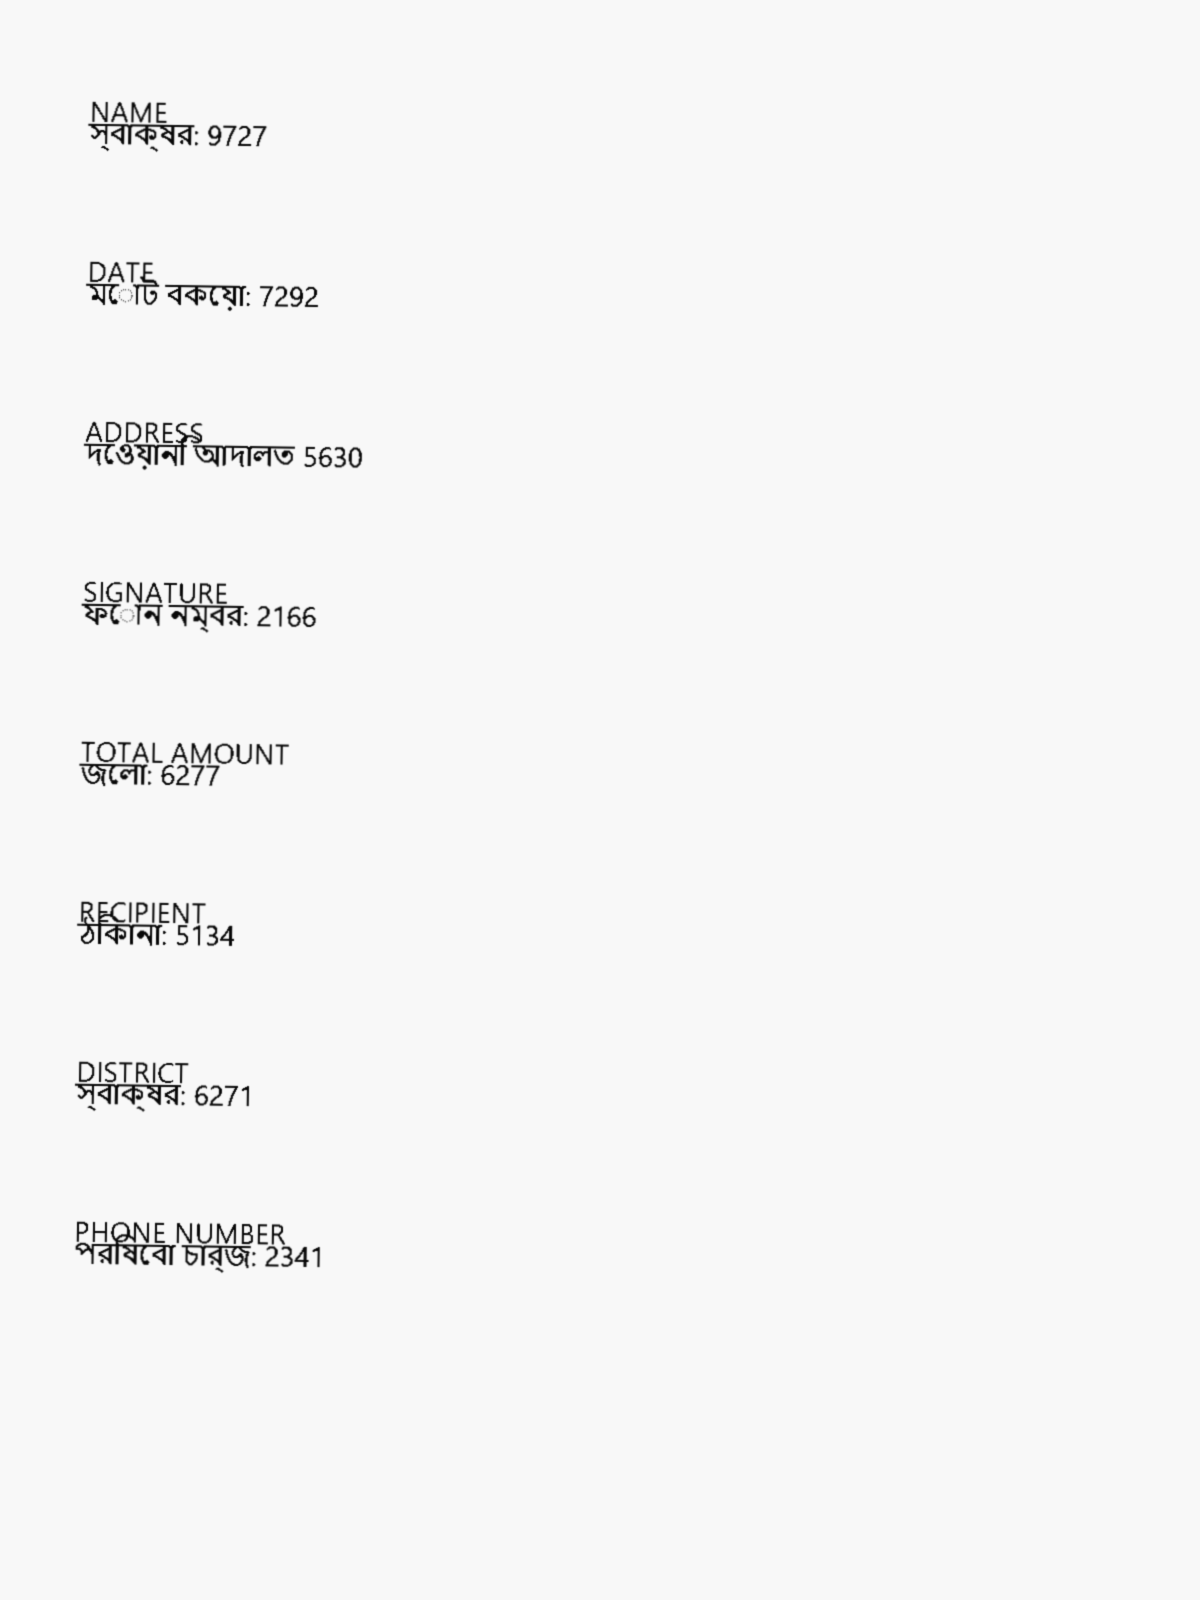 NAME
স্বাক্ষর: 9727
DATE
মোট বকেয়া: 7292
ADDRESS
দেওয়ানি আদালত 5630
SIGNATURE
ফোন নম্বর: 2166
TOTAL AMOUNT
জেলা: 6277
RECIPIENT
ঠিকানা: 5134
DISTRICT
স্বাক্ষর: 6271
PHONE NUMBER
পরিষেবা চার্জ: 2341